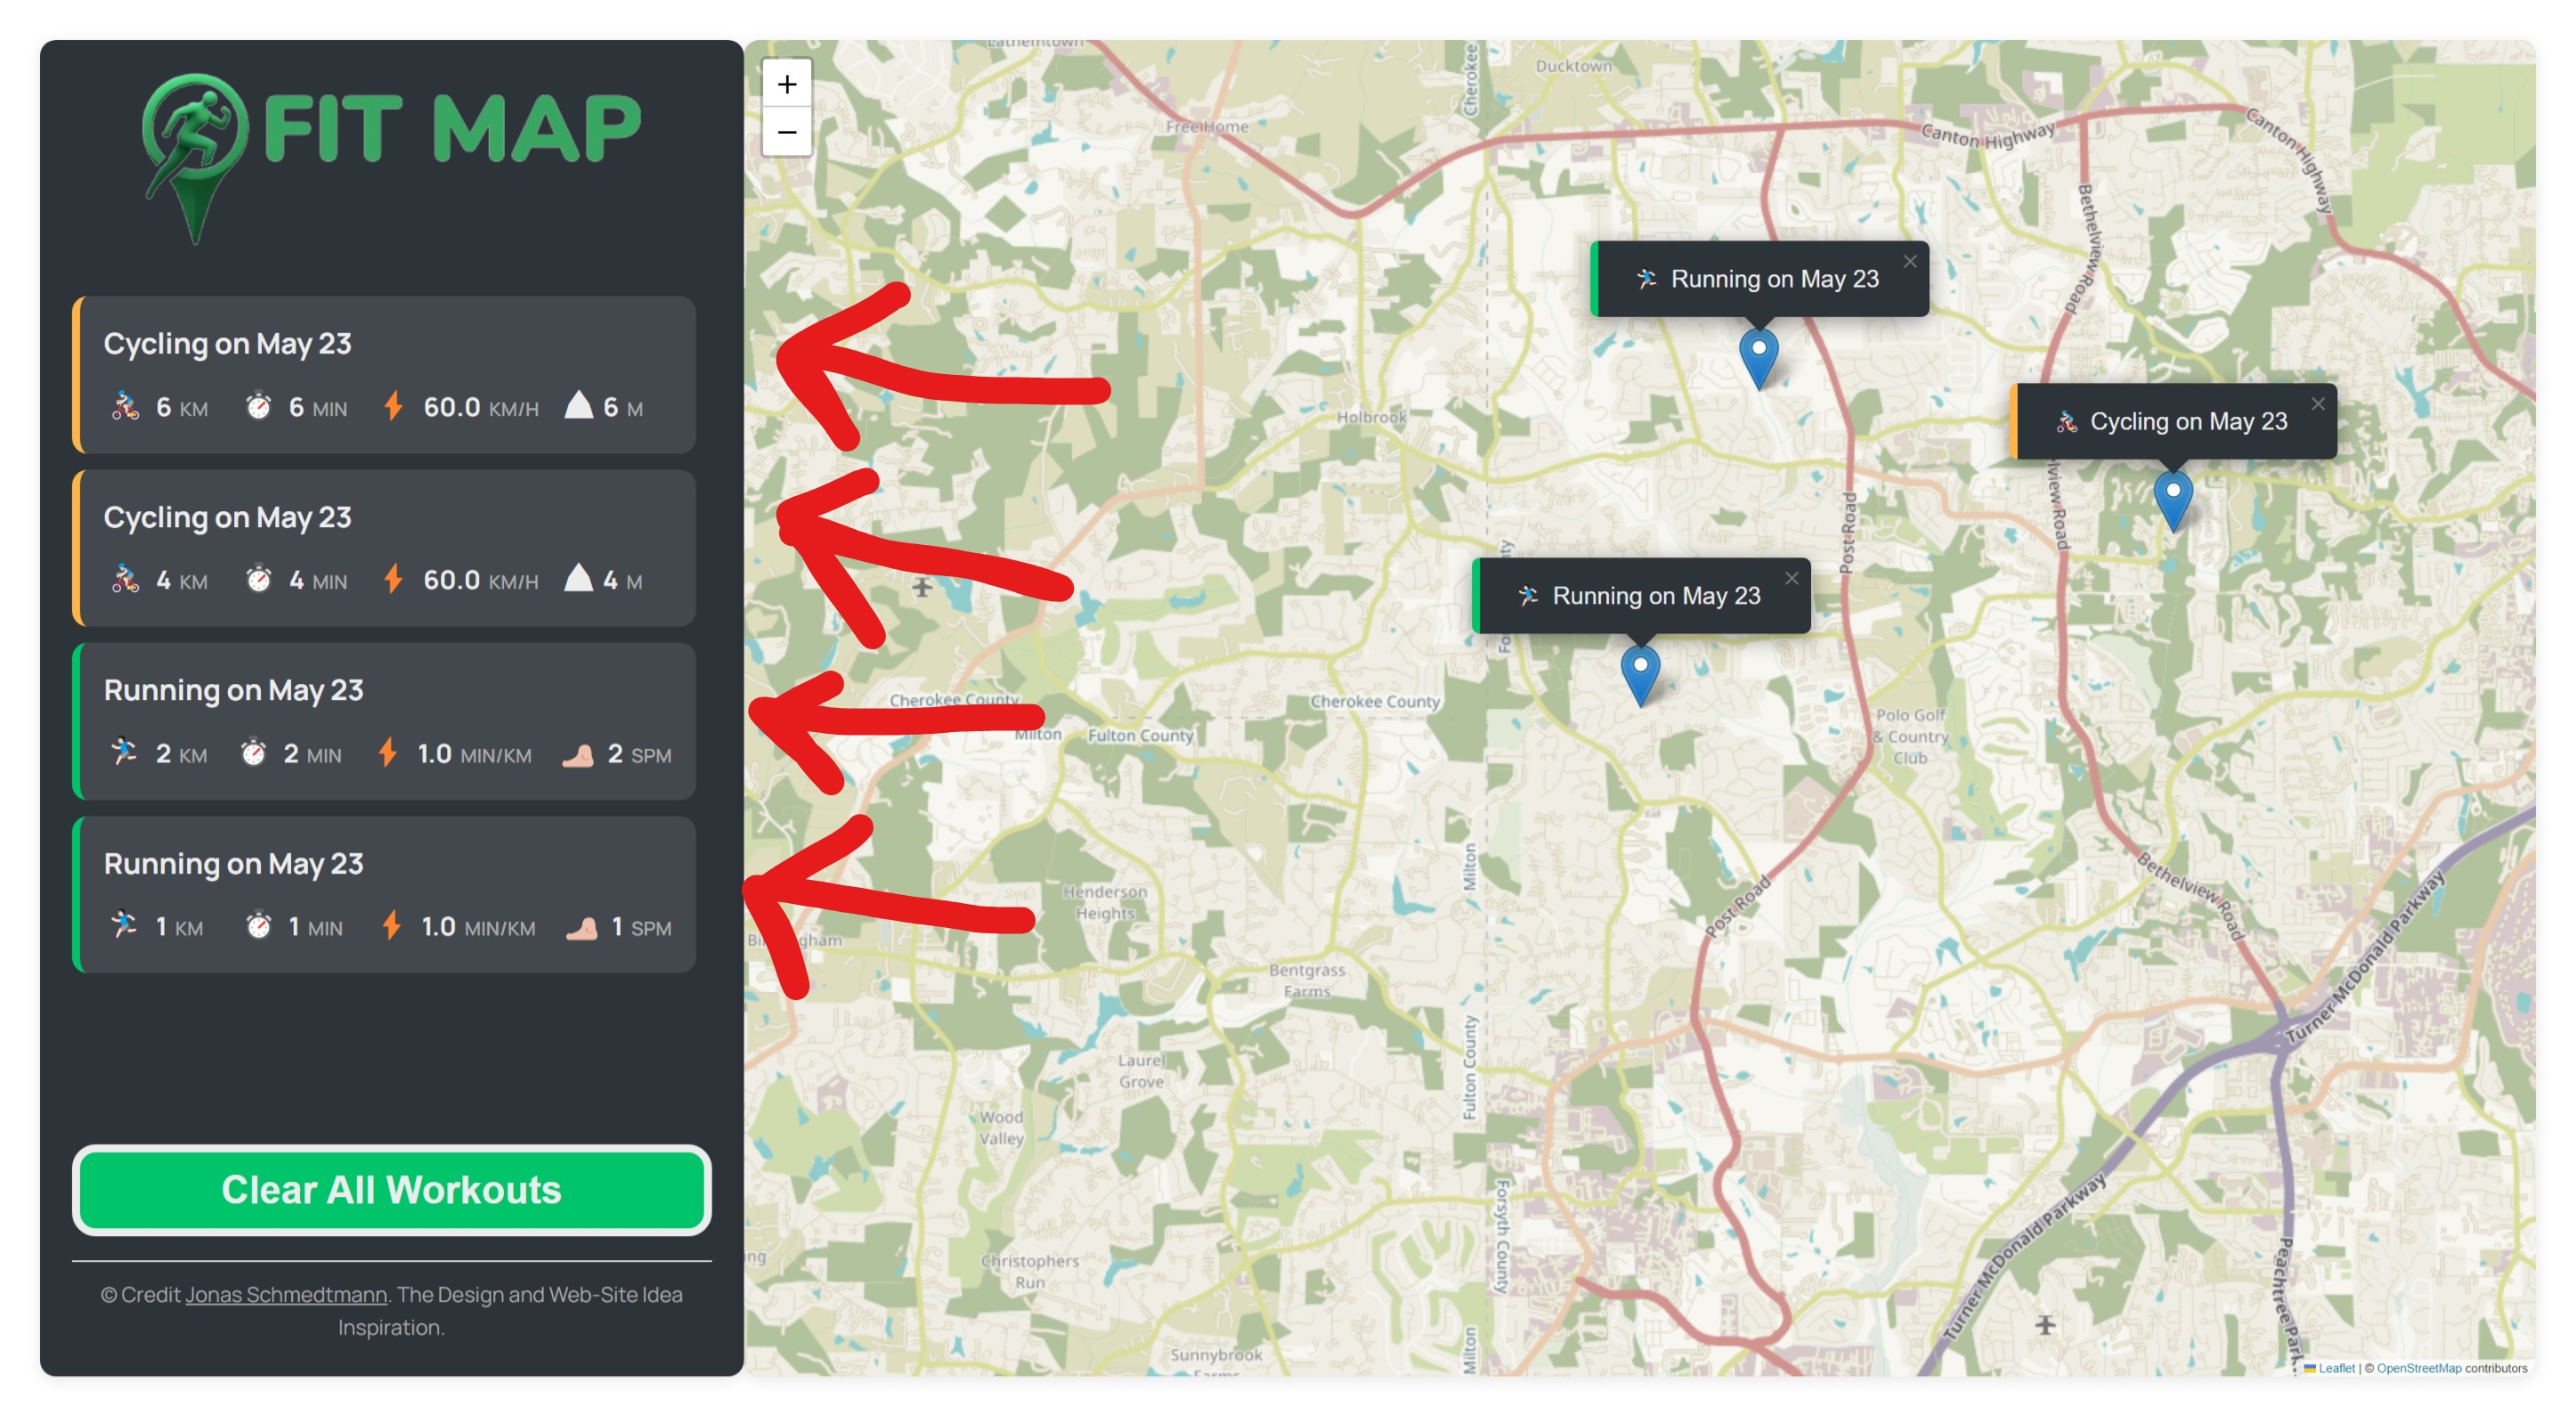 FIT MAP
Cycling on May 23
6 KM 6 MIN 60.0 KM/H 6 M
Cycling on May 23
4 KM 4 MIN 60.0 KM/H 4 M
Running on May 23
2 KM 2 MIN 1.0 MIN/KM 2 SPM
Running on May 23
1 KM 1 MIN 1.0 MIN/KM 1 SPM
Clear All Workouts
© Credit Jonas Schmedtmann. The Design and Web-Site Idea
Inspiration.
+
−
Ducktown
Cherokee
Free Home
Canton Highway
Canton Highway
Bethelview Road
Running on May 23
×
Holbrook
Cycling on May 23
×
Post Road
Running on May 23
×
Cherokee County
Cherokee County
Milton
Fulton County
Polo Golf
& Country
Club
Henderson
Heights
Milton
Post Road
Bethelview Road
Bentgrass
Farms
Turner McDonald Parkway
Laurel
Grove
Fulton County
Wood
Valley
Forsyth County
Turner McDonald Parkway
Christophers
Run
Milton
Sunnybrook
Leaflet | © OpenStreetMap contributors